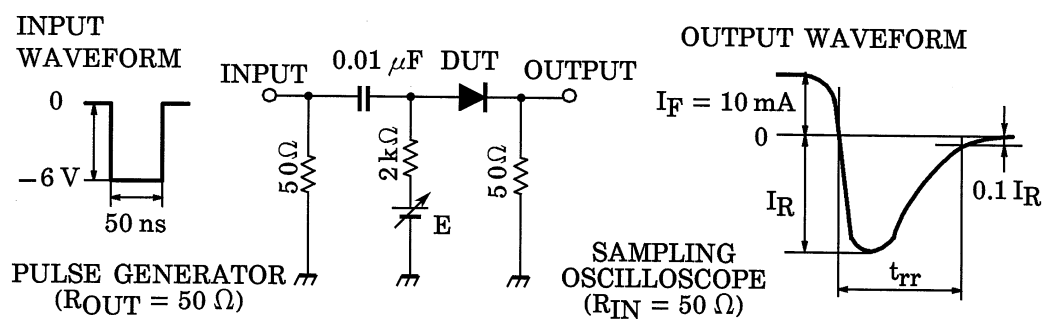 INPUT
WAVEFORM
0
−6 V
50 ns
PULSE GENERATOR
(ROUT = 50 Ω)
INPUT
0.01 μF
DUT
OUTPUT
50Ω
2kΩ
E
50Ω
SAMPLING
OSCILLOSCOPE
(RIN = 50 Ω)
OUTPUT WAVEFORM
IF = 10 mA
0
IR
0.1 IR
trr